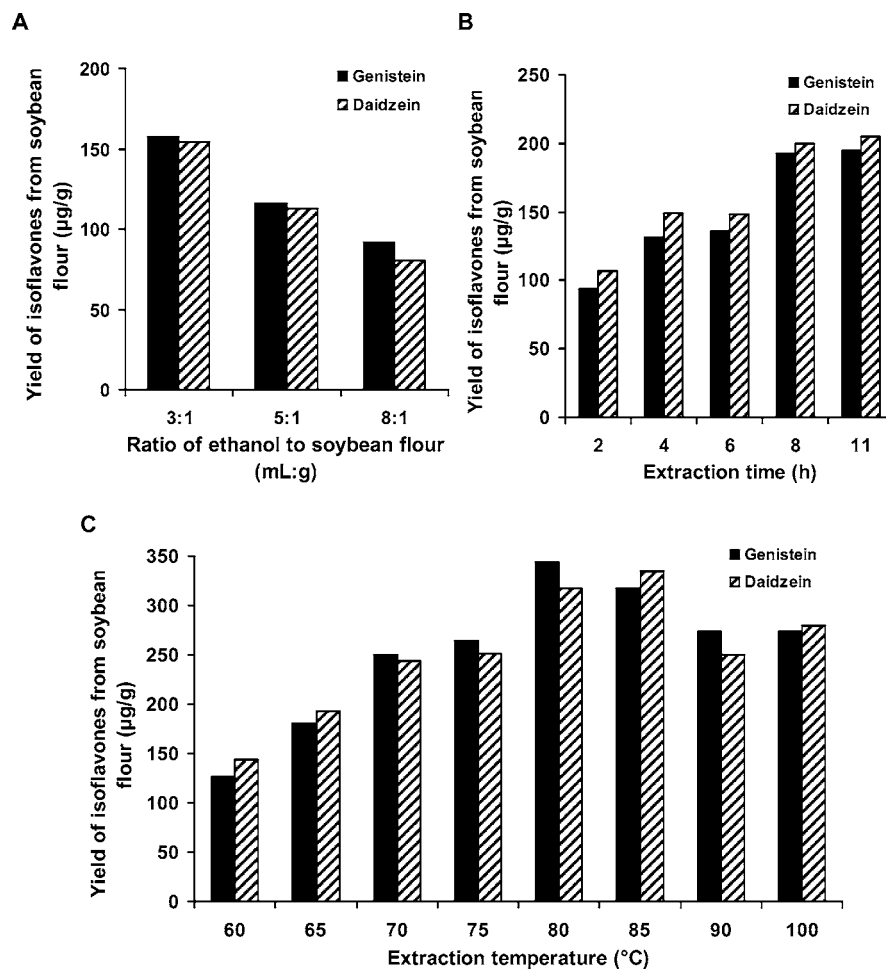 A
Yield of isoflavones from soybean
flour (µg/g)
200
150
100
50
0
Genistein
Daidzein
3:1 5:1 8:1
Ratio of ethanol to soybean flour
(mL:g)
B
Yield of isoflavones from soybean
flour (µg/g)
250
200
150
100
50
0
Genistein
Daidzein
2 4 6 8 11
Extraction time (h)
C
Yield of isoflavones from soybean
flour (µg/g)
350
300
250
200
150
100
50
0
Genistein
Daidzein
60 65 70 75 80 85 90 100
Extraction temperature (°C)